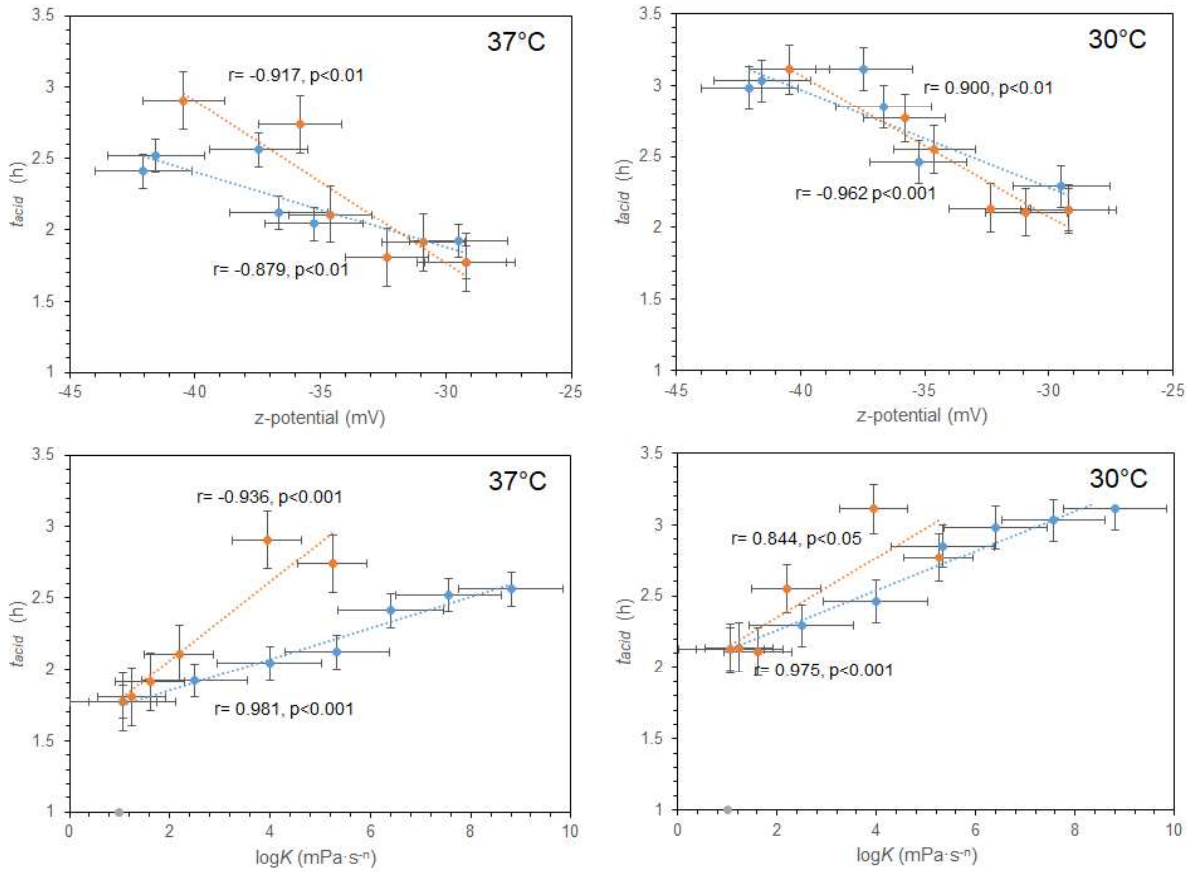 3.5
3
2.5
2
1.5
1
tacid (h)
37°C
r= -0.917, p<0.01
r= -0.879, p<0.01
-45 -40 -35 -30 -25
z-potential (mV)
3.5
3
2.5
2
1.5
1
tacid (h)
30°C
r= 0.900, p<0.01
r= -0.962 p<0.001
-45 -40 -35 -30 -25
z-potential (mV)
3.5
3
2.5
2
1.5
1
tacid (h)
37°C
r= -0.936, p<0.001
r= 0.981, p<0.001
0 2 4 6 8 10
logK (mPa·s⁻ⁿ)
3.5
3
2.5
2
1.5
1
tacid (h)
30°C
r= 0.844, p<0.05
r= 0.975, p<0.001
0 2 4 6 8 10
logK (mPa·s⁻ⁿ)